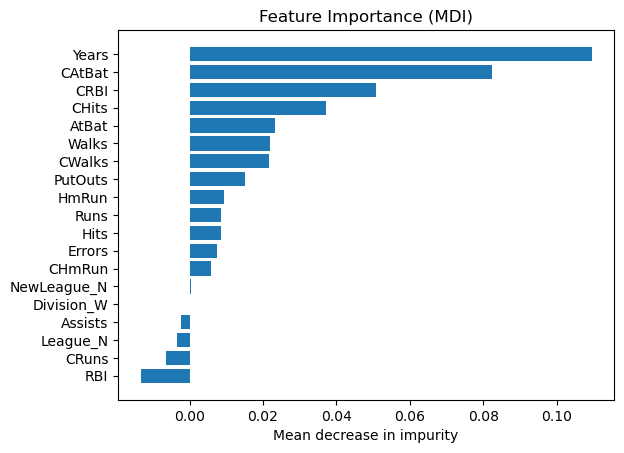 Feature Importance (MDI)
Years
CAtBat
CRBI
CHits
AtBat
Walks
CWalks
PutOuts
HmRun
Runs
Hits
Errors
CHmRun
NewLeague_N
Division_W
Assists
League_N
CRuns
RBI
0.00 0.02 0.04 0.06 0.08 0.10
Mean decrease in impurity